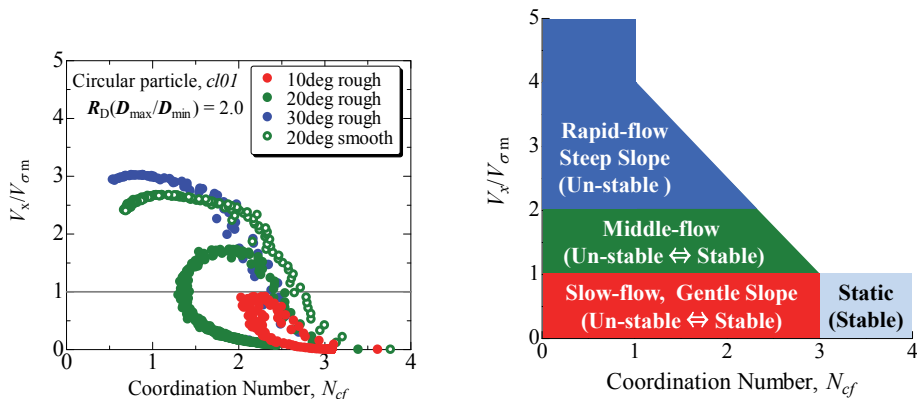 5
4
3
2
1
0
0
1
2
3
4
V_x/V_σm
Coordination Number, N_cf
Circular particle, cl01
R_D(D_max/D_min) = 2.0
10deg rough
20deg rough
30deg rough
20deg smooth
5
4
3
2
1
0
0
1
2
3
4
V_x/V_σm
Coordination Number, N_cf
Rapid-flow
Steep Slope
(Un-stable )
Middle-flow
(Un-stable ⇔ Stable)
Slow-flow, Gentle Slope
(Un-stable ⇔ Stable)
Static
(Stable)